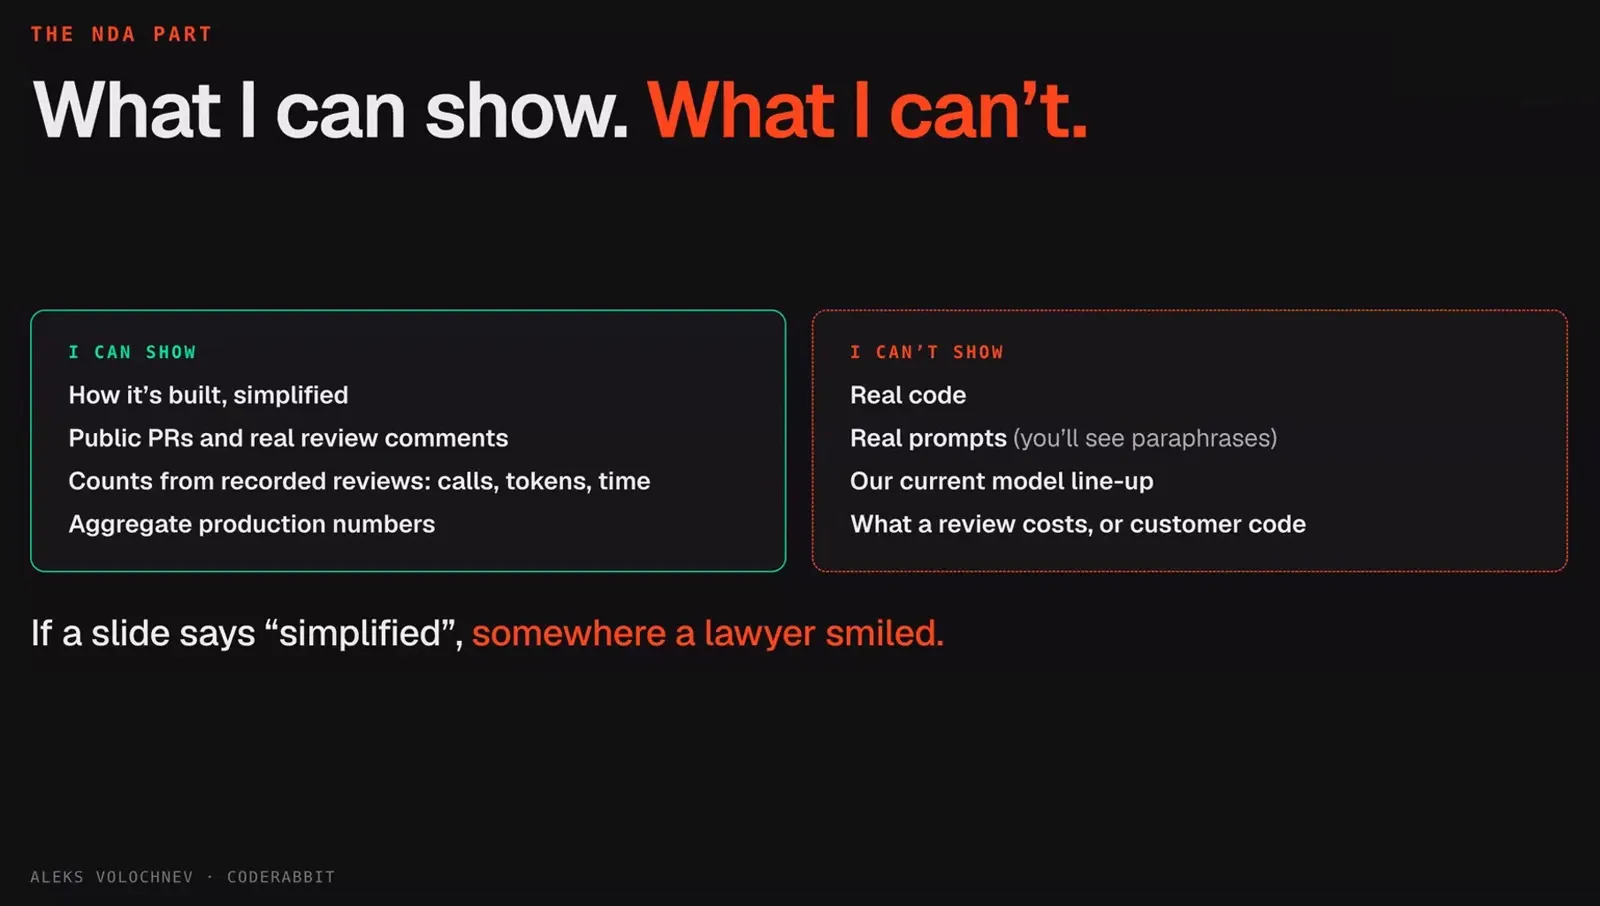 THE NDA PART
What I can show. What I can’t.
I CAN SHOW
How it’s built, simplified
Public PRs and real review comments
Counts from recorded reviews: calls, tokens, time
Aggregate production numbers
I CAN’T SHOW
Real code
Real prompts (you’ll see paraphrases)
Our current model line-up
What a review costs, or customer code
If a slide says “simplified”, somewhere a lawyer smiled.
ALEKS VOLOCHNEV · CODERABBIT